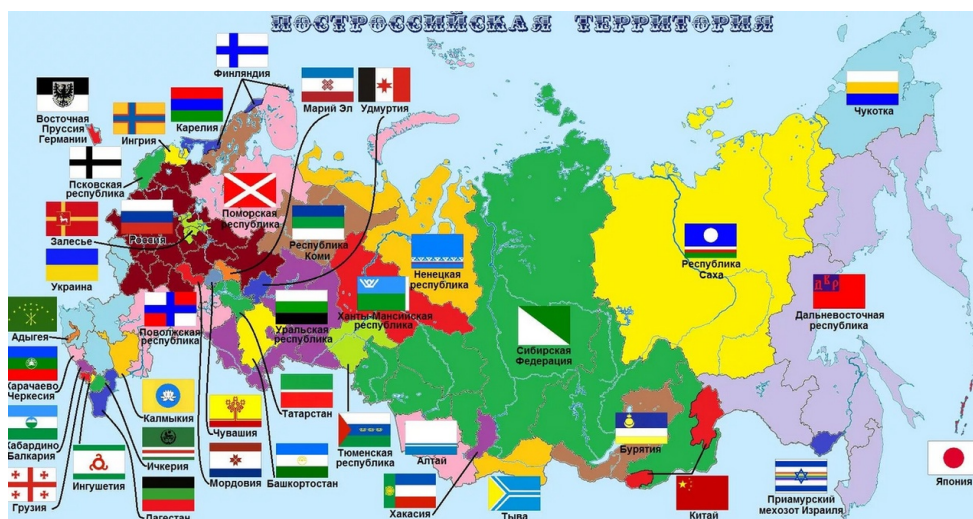 ПОСТРОССИЙСКАЯ ТЕРРИТОРИЯ
Финляндия
Восточная
Пруссия
Германии
Ингрия
Карелия
Марий Эл
Удмуртия
Чукотка
Псковская
республика
Залесье
Россия
Поморская
республика
Республика
Коми
Ненецкая
республика
Республика
Саха
Украина
ДКР
Дальневосточная
республика
Адыгея
Поволжская
республика
Уральская
республика
Ханты-Мансийская
республика
Сибирская
Федерация
Карачаево
Черкесия
Калмыкия
Чувашия
Татарстан
Тюменская
республика
Алтай
Бурятия
Кабардино
Балкария
Ичкерия
Мордовия
Башкортостан
Грузия
Ингушетия
Дагестан
Хакасия
Тыва
Китай
Приамурский
мехозот Израиля
Япония